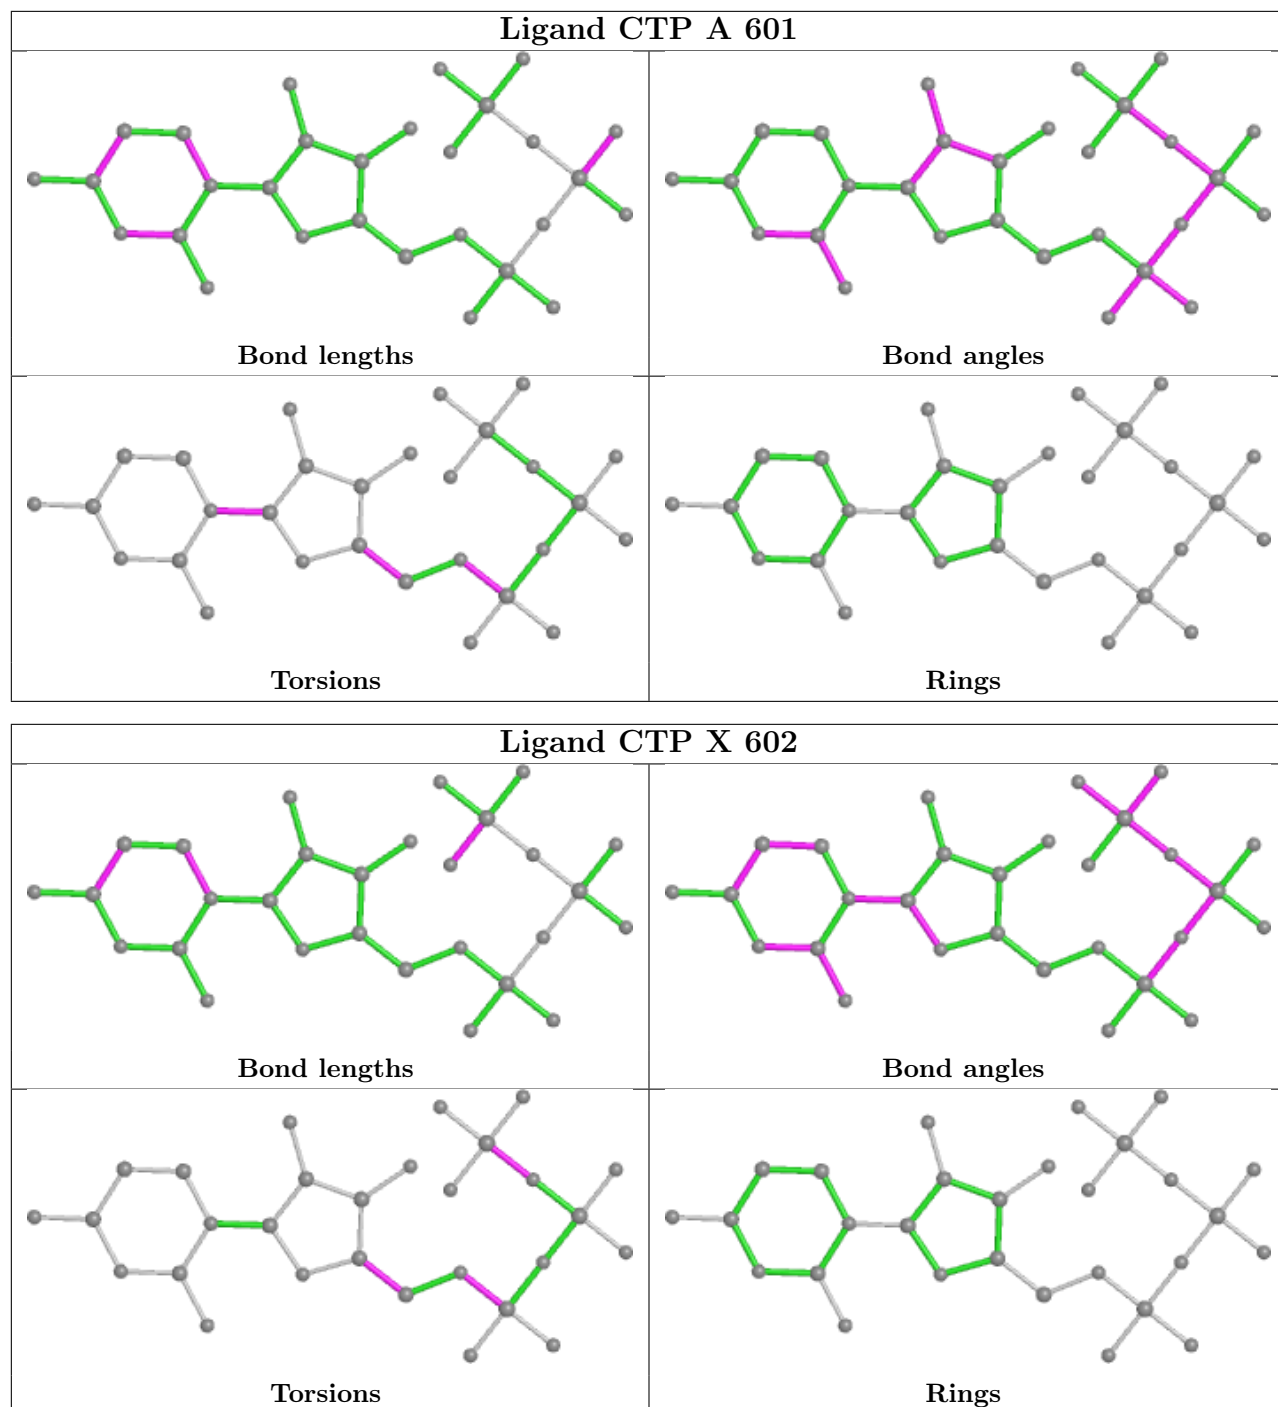 Ligand CTP A 601
Bond lengths
Bond angles
Torsions
Rings
Ligand CTP X 602
Bond lengths
Bond angles
Torsions
Rings